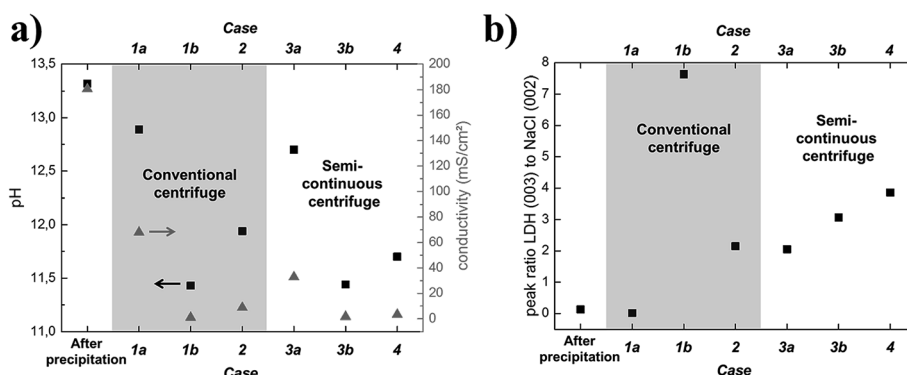 a)
Case
1a 1b 2 3a 3b 4
13,5
13,0
12,5
12,0
11,5
11,0
pH
200
180
160
140
120
100
80
60
40
20
0
conductivity (mS/cm²)
Conventional
centrifuge
Semi-
continuous
centrifuge
After
precipitation
1a 1b 2 3a 3b 4
Case
b)
Case
1a 1b 2 3a 3b 4
8
7
6
5
4
3
2
1
0
peak ratio LDH (003) to NaCl (002)
Conventional
centrifuge
Semi-
continuous
centrifuge
After
precipitation
1a 1b 2 3a 3b 4
Case